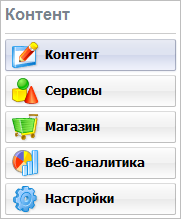 Контент
Контент
Сервисы
Магазин
Веб-аналитика
Настройки